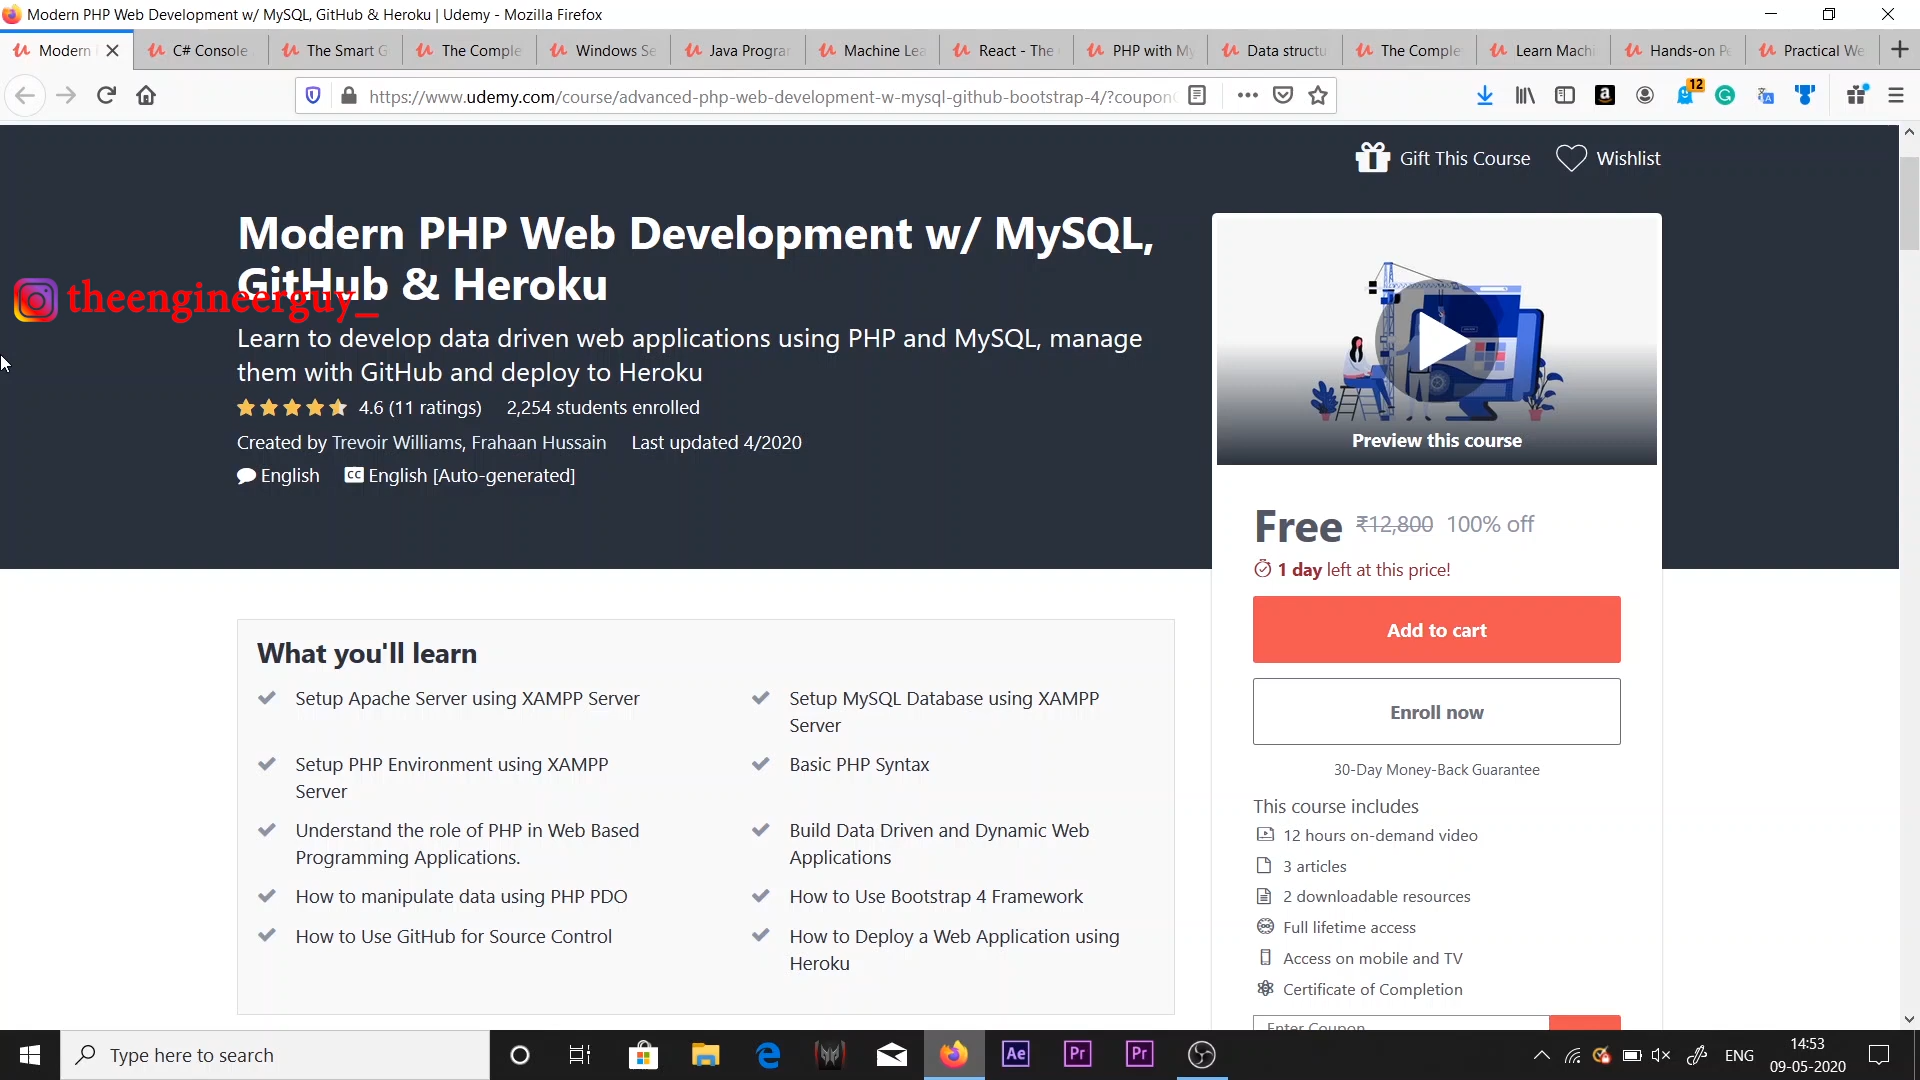 Modern PHP Web Development w/ MySQL, GitHub & Heroku | Udemy - Mozilla Firefox
Modern
C# Console
The Smart G
The Comple
Windows Se
Java Progra
Machine Lea
React - The
PHP with My
Data structu
The Comple
Learn Machi
Hands-on Pe
Practical We
https://www.udemy.com/course/advanced-php-web-development-w-mysql-github-bootstrap-4/?coupon
12
Gift This Course
Wishlist
Modern PHP Web Development w/ MySQL,
GitHub & Heroku
theengineerguy_
Learn to develop data driven web applications using PHP and MySQL, manage
them with GitHub and deploy to Heroku
4.6 (11 ratings) 2,254 students enrolled
Created by Trevoir Williams, Frahaan Hussain Last updated 4/2020
English CC English [Auto-generated]
Preview this course
Free ₹12,800 100% off
1 day left at this price!
Add to cart
Enroll now
30-Day Money-Back Guarantee
This course includes
12 hours on-demand video
3 articles
2 downloadable resources
Full lifetime access
Access on mobile and TV
Certificate of Completion
Enter Coupon
What you'll learn
Setup Apache Server using XAMPP Server
Setup MySQL Database using XAMPP
Server
Setup PHP Environment using XAMPP
Server
Basic PHP Syntax
Understand the role of PHP in Web Based
Programming Applications.
Build Data Driven and Dynamic Web
Applications
How to manipulate data using PHP PDO
How to Use Bootstrap 4 Framework
How to Use GitHub for Source Control
How to Deploy a Web Application using
Heroku
Type here to search
Ae
Pr
Pr
ENG
14:53
09-05-2020